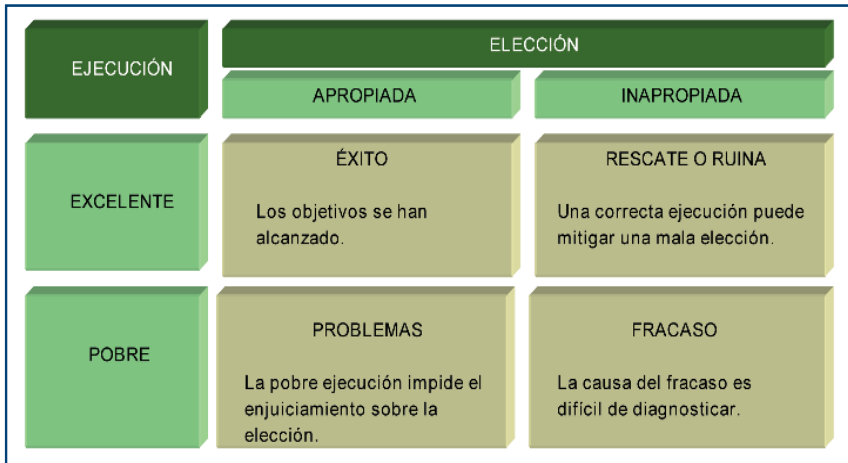 EJECUCIÓN
ELECCIÓN
APROPIADA
INAPROPIADA
EXCELENTE
ÉXITO
Los objetivos se han
alcanzado.
RESCATE O RUINA
Una correcta ejecución puede
mitigar una mala elección.
POBRE
PROBLEMAS
La pobre ejecución impide el
enjuiciamiento sobre la
elección.
FRACASO
La causa del fracaso es
difícil de diagnosticar.